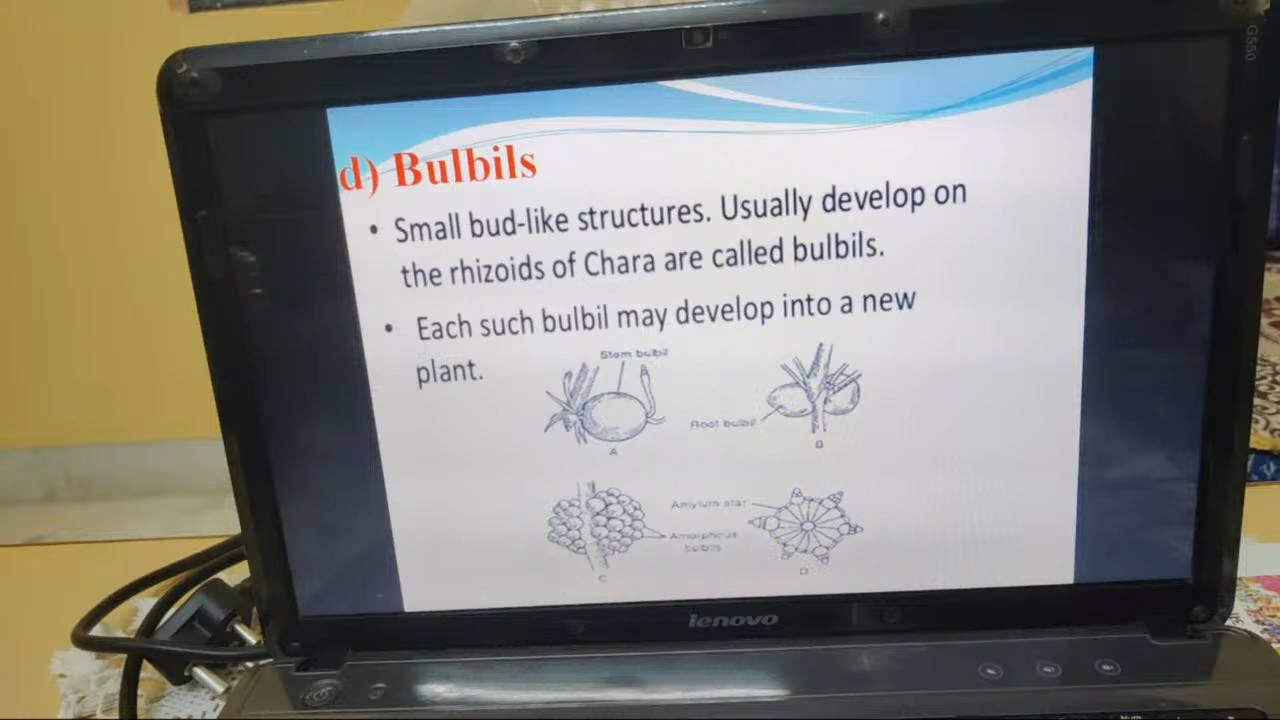 G550
d) Bulbils
• Small bud-like structures. Usually develop on
the rhizoids of Chara are called bulbils.
• Each such bulbil may develop into a new
plant.
Stem bulbil
Root bulbil
A
B
Amylum star
Amorphous
bulbils
C
D
lenovo